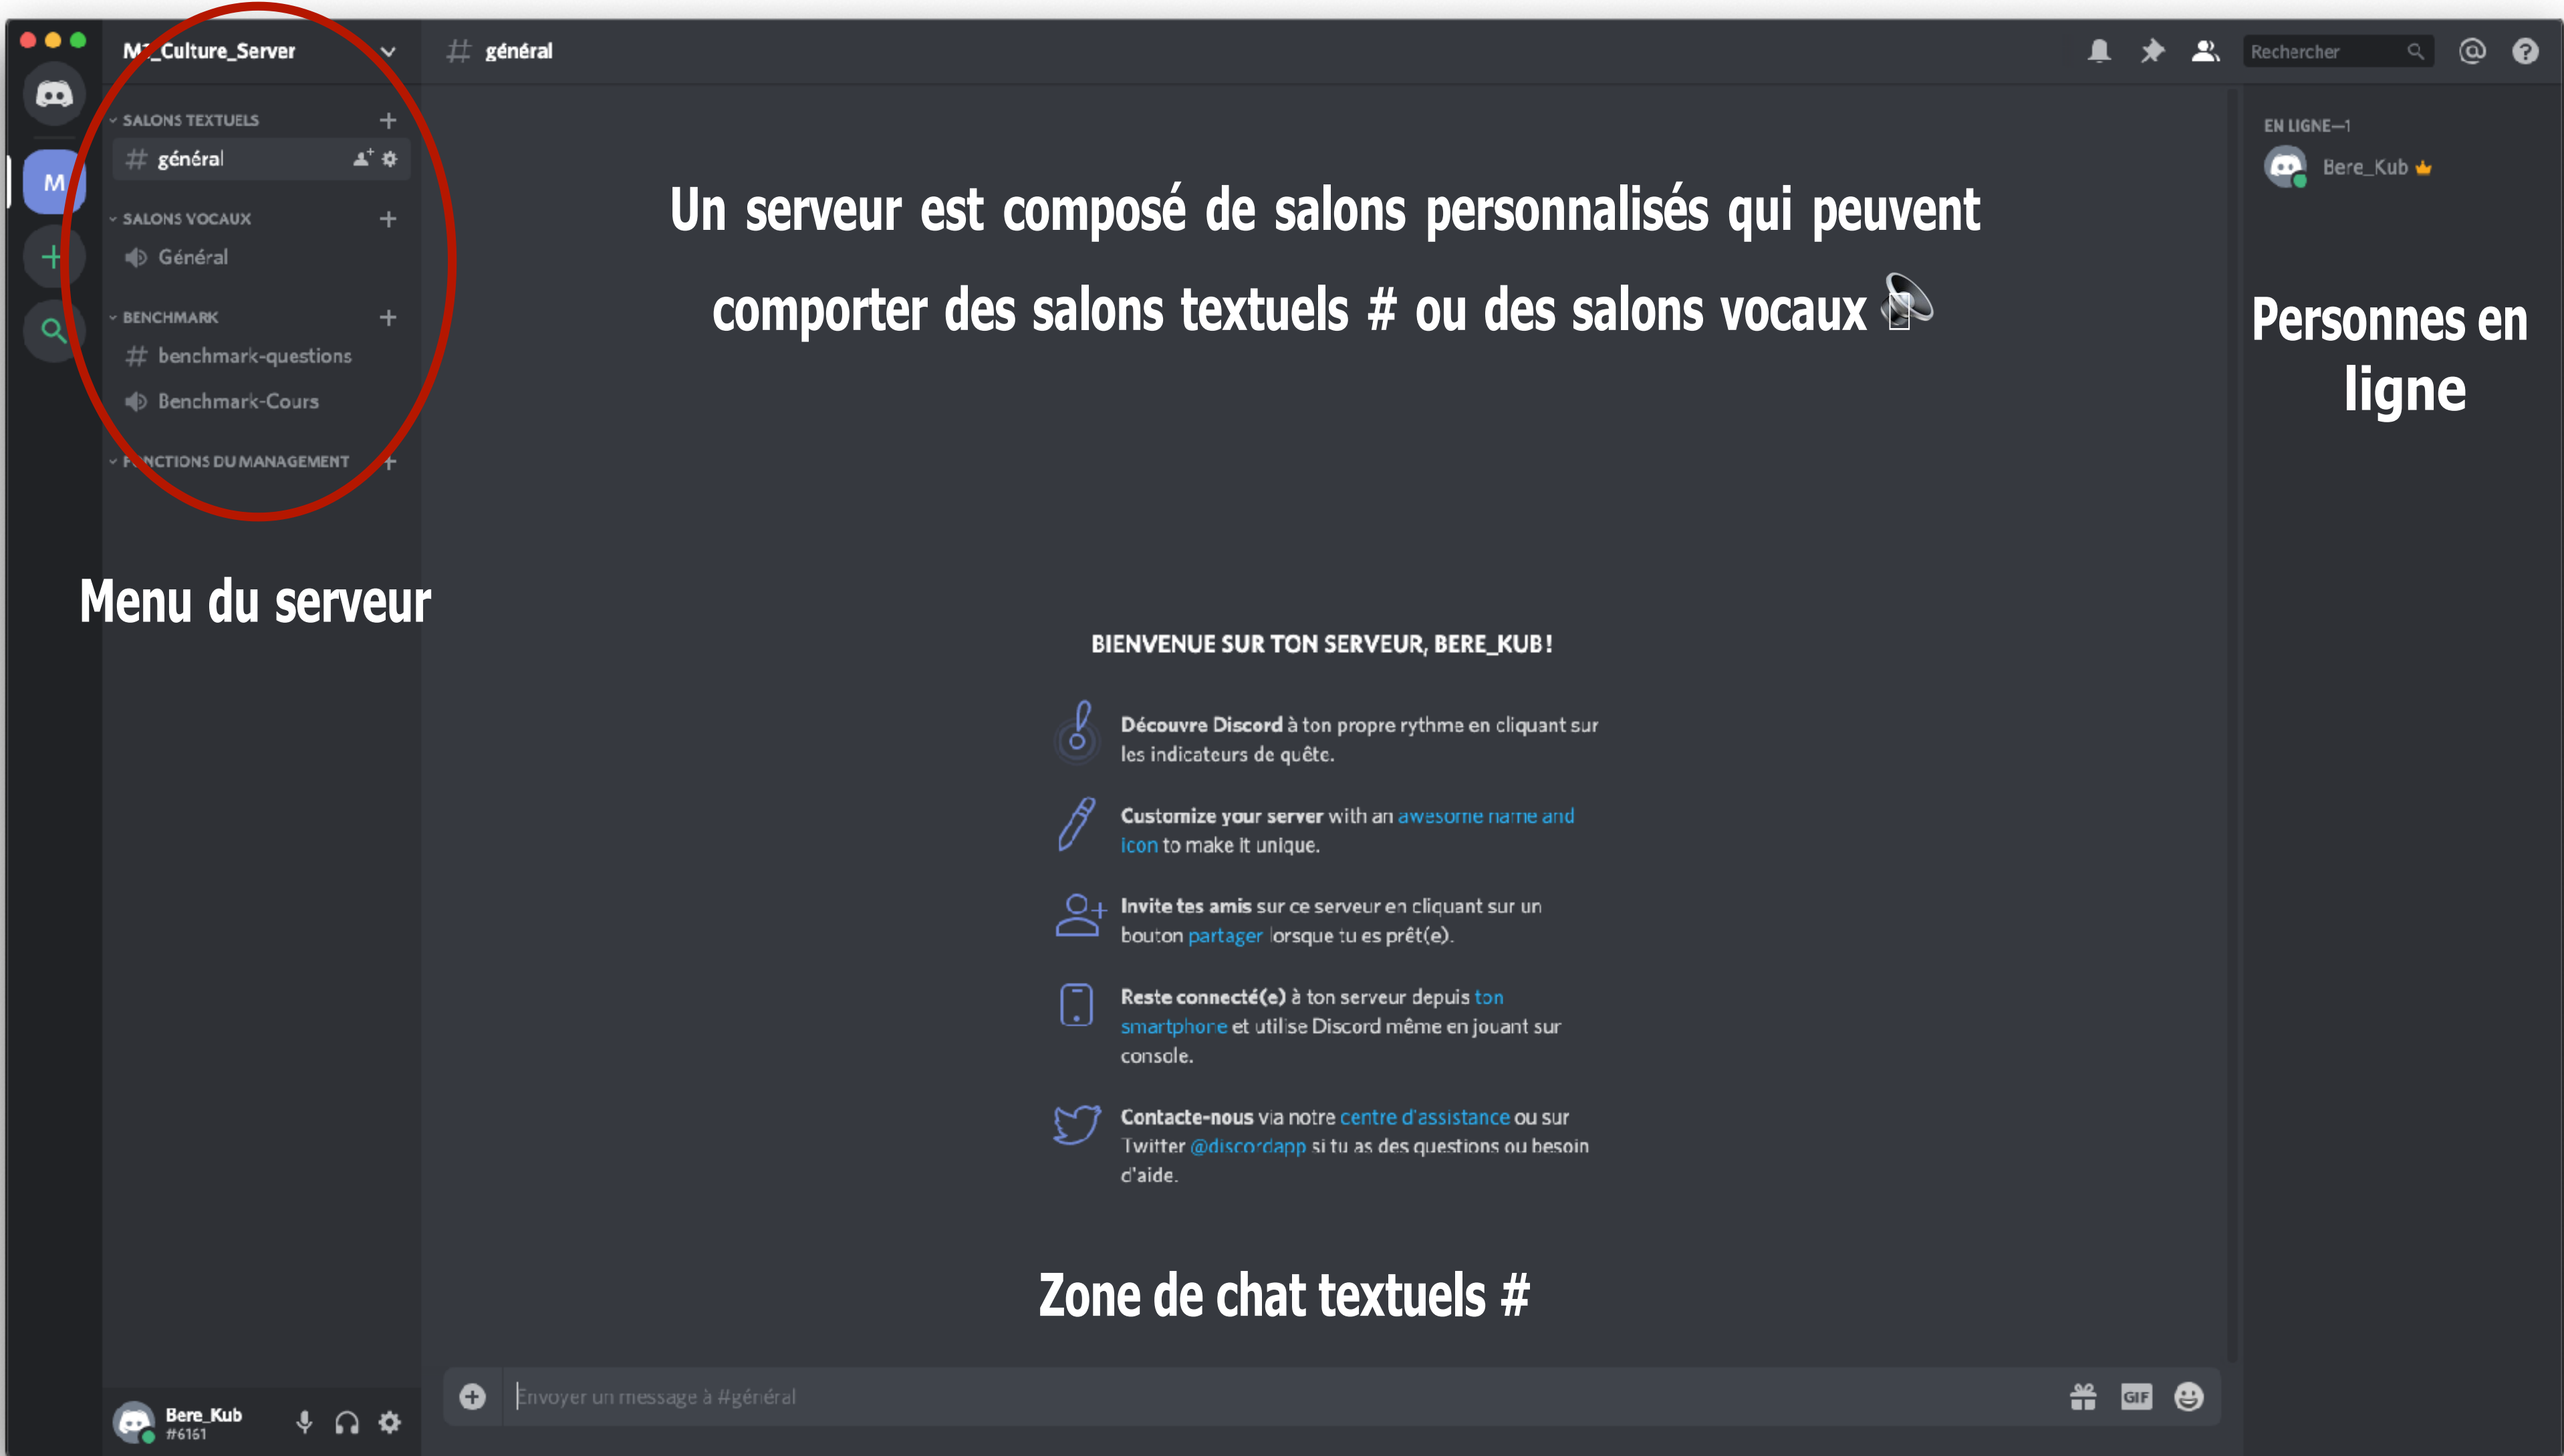 Culture_Server
# général
Rechercher
SALONS TEXTUELS
# général
M
SALONS VOCAUX
Général
BENCHMARK
# benchmark-questions
Benchmark-Cours
FONCTIONS DU MANAGEMENT
Menu du serveur
Un serveur est composé de salons personnalisés qui peuvent
comporter des salons textuels # ou des salons vocaux
BIENVENUE SUR TON SERVEUR, BERE_KUB !
Découvre Discord à ton propre rythme en cliquant sur
les indicateurs de quête.
Customize your server with an awesome name and
icon to make it unique.
Invite tes amis sur ce serveur en cliquant sur un
bouton partager lorsque tu es prêt(e).
Reste connecté(e) à ton serveur depuis ton
smartphone et utilise Discord même en jouant sur
console.
Contacte-nous via notre centre d'assistance ou sur
Twitter @discordapp si tu as des questions ou besoin
d'aide.
Zone de chat textuels #
Envoyer un message à #général
GIF
EN LIGNE—1
Bere_Kub
Personnes en
ligne
Bere_Kub
#6161